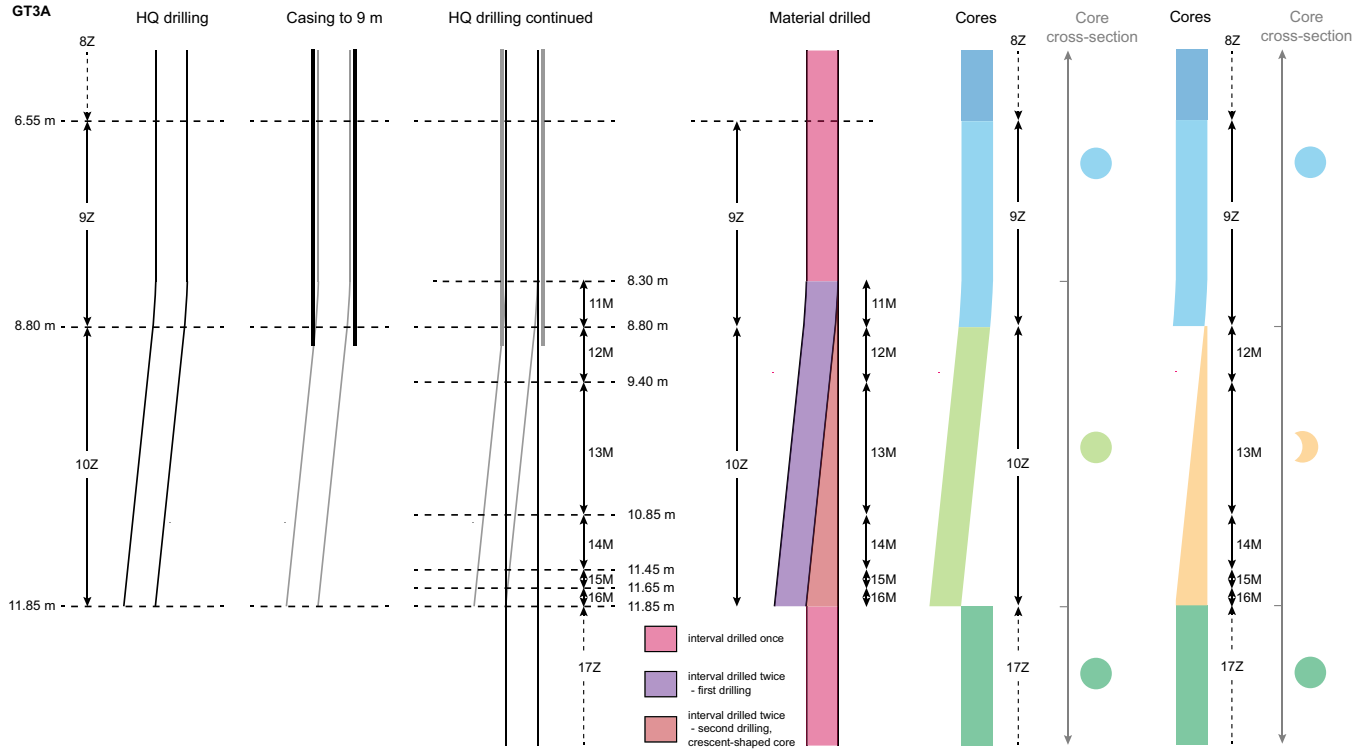 GT3A
HQ drilling
Casing to 9 m
HQ drilling continued
Material drilled
Cores
Core
cross-section
Cores
Core
cross-section
8Z
6.55 m
9Z
8.80 m
10Z
11.85 m
8.30 m
11M
8.80 m
12M
9.40 m
13M
10.85 m
14M
11.45 m
15M
11.65 m
16M
11.85 m
17Z
9Z
10Z
11M
12M
13M
14M
15M
16M
interval drilled once
interval drilled twice
- first drilling
interval drilled twice
- second drilling,
crescent-shaped core
8Z
9Z
10Z
17Z
8Z
9Z
12M
13M
14M
15M
16M
17Z